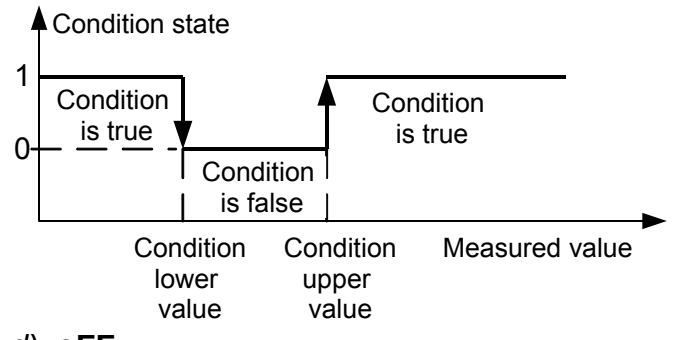 Condition state
1
Condition
is true
Condition
is true
0
Condition
is false
Condition
lower
value
Condition
upper
value
Measured value